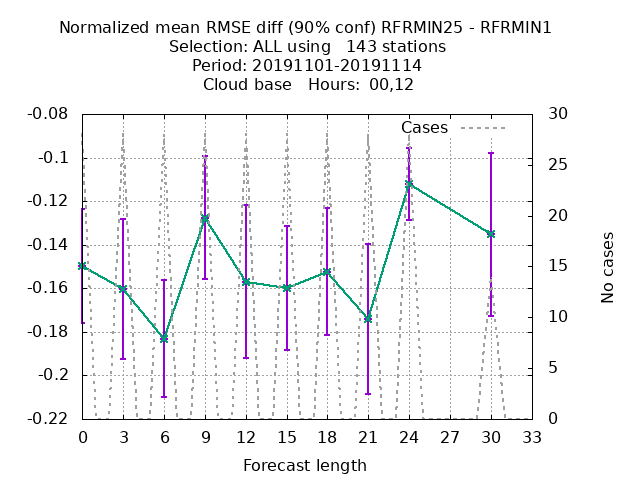 Normalized mean RMSE diff (90% conf) RFRMIN25 - RFRMIN1
Selection: ALL using   143 stations
Period: 20191101-20191114
Cloud base   Hours: 00,12
Cases
-0.08
-0.1
-0.12
-0.14
-0.16
-0.18
-0.2
-0.22
30
25
20
15
10
5
0
No cases
0 3 6 9 12 15 18 21 24 27 30 33
Forecast length